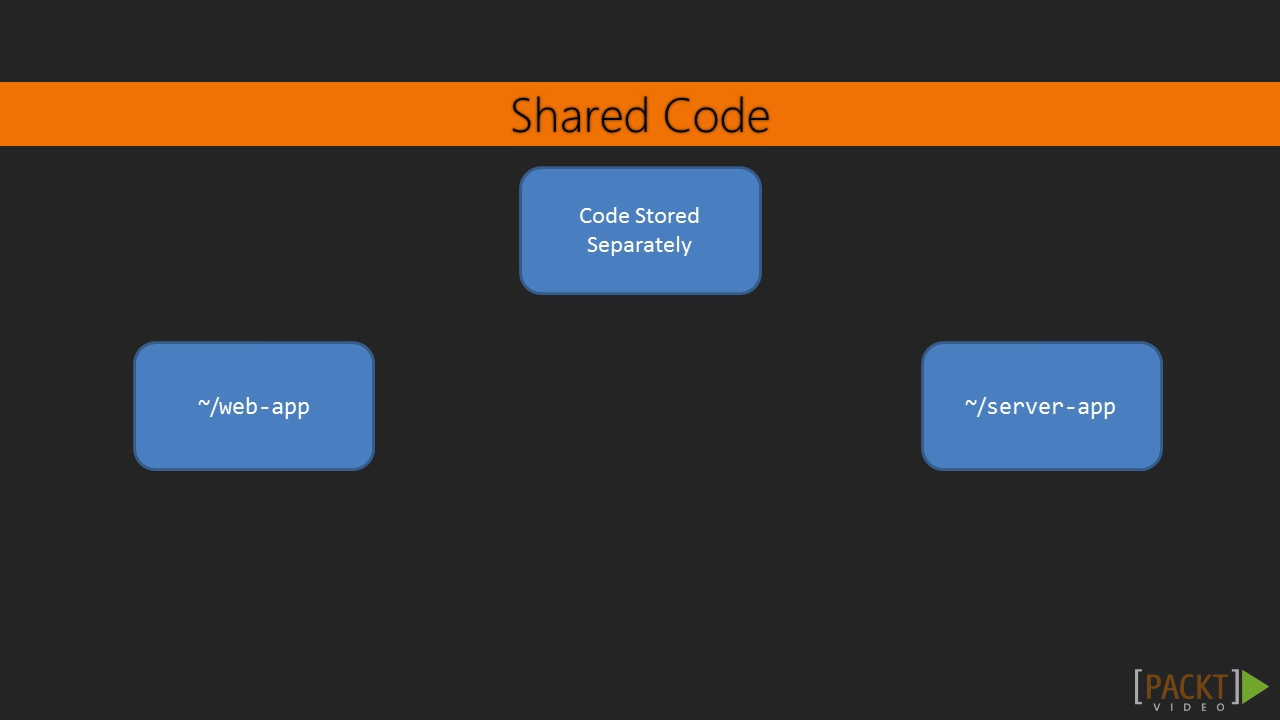 Shared Code
Code Stored
Separately
~/web-app
~/server-app
[PACKT]
VIDEO